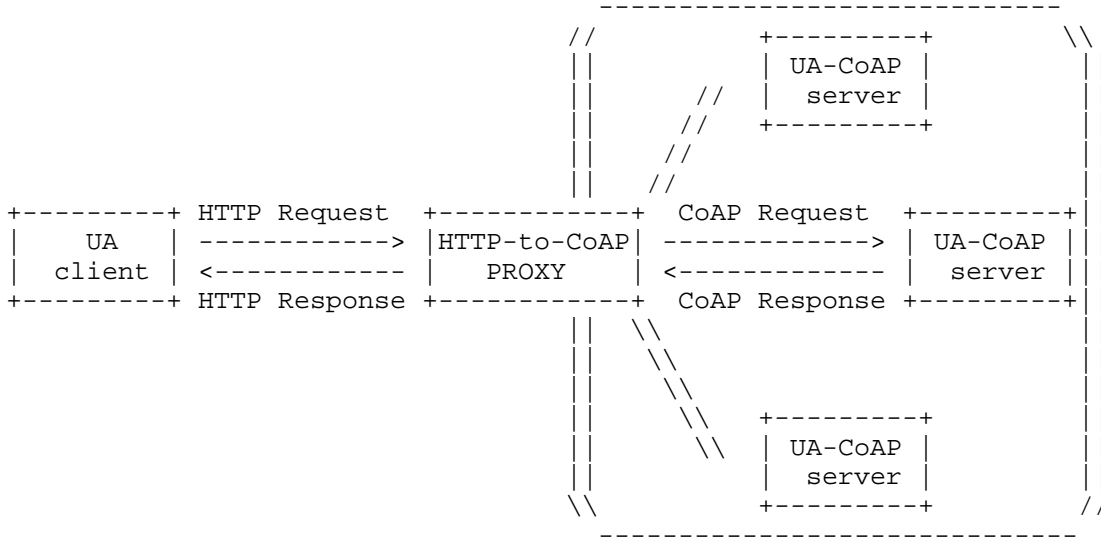 UA-CoAP
server
HTTP Request CoAP Request
UA HTTP-to-CoAP UA-CoAP
client PROXY server
HTTP Response CoAP Response
UA-CoAP
server